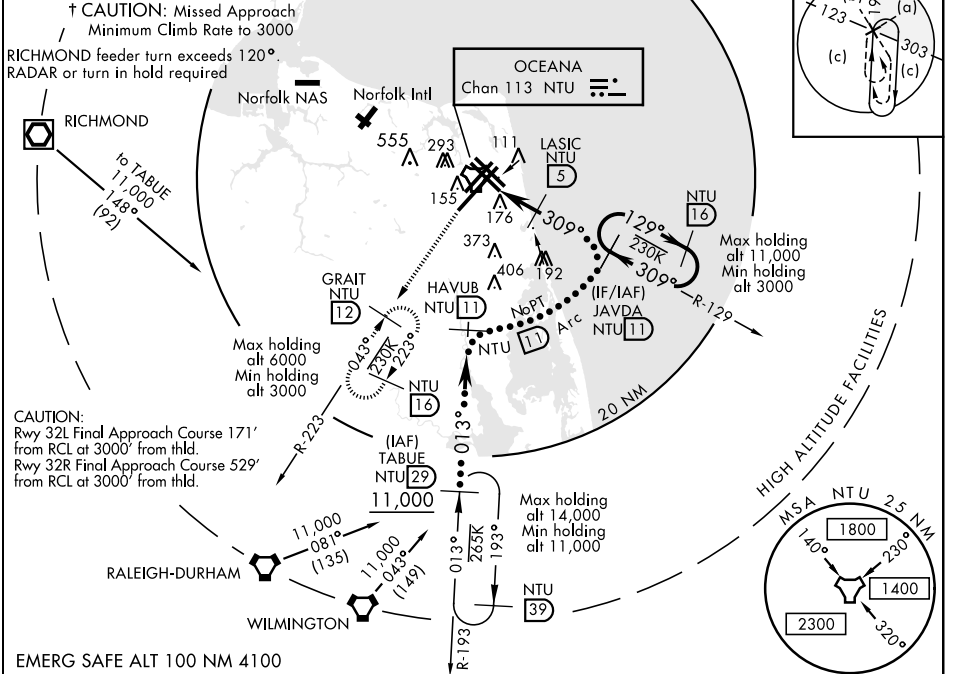 † CAUTION: Missed Approach
Minimum Climb Rate to 3000
RICHMOND feeder turn exceeds 120°.
RADAR or turn in hold required
RICHMOND
to TABUE
11,000
148°
(92)
Norfolk NAS
Norfolk Intl
OCEANA
Chan 113 NTU
555
293
111
155
176
373
406
192
LASIC
NTU
5
309°
129°
230K
309°
NTU
16
Max holding
alt 11,000
Min holding
alt 3000
R-129
(IF/IAF)
JAVDA
NTU 11
HAVUB
NTU 11
NoPT
NTU 11 Arc
GRAIT
NTU
12
043°
230K
223°
Max holding
alt 6000
Min holding
alt 3000
NTU
16
R-223
20 NM
013°
CAUTION:
Rwy 32L Final Approach Course 171'
from RCL at 3000' from thld.
Rwy 32R Final Approach Course 529'
from RCL at 3000' from thld.
(IAF)
TABUE
NTU 29
11,000
Max holding
alt 14,000
Min holding
alt 11,000
013°
265K
193°
NTU
39
R-193
11,000
081°
(135)
RALEIGH-DURHAM
11,000
043°
(149)
WILMINGTON
HIGH ALTITUDE FACILITIES
EMERG SAFE ALT 100 NM 4100
MSA NTU 25 NM
1800
140°
230°
1400
2300
320°
123
(a)
303
(c)
(c)